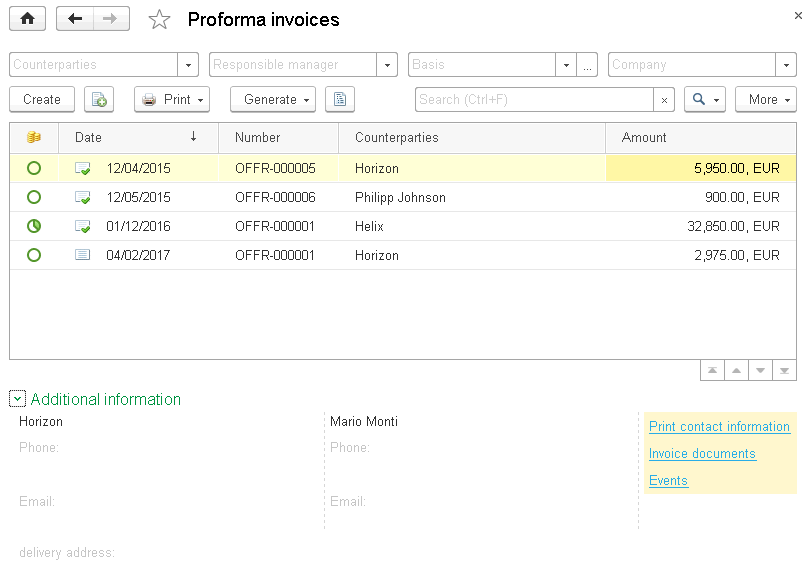 Proforma invoices
Counterparties Responsible manager Basis ... Company
Create Print Generate Search (Ctrl+F) × More
Date ↓ Number Counterparties Amount
12/04/2015 OFFR-000005 Horizon 5,950.00, EUR
12/05/2015 OFFR-000006 Philipp Johnson 900.00, EUR
01/12/2016 OFFR-000001 Helix 32,850.00, EUR
04/02/2017 OFFR-000001 Horizon 2,975.00, EUR
Additional information
Horizon Mario Monti Print contact information
Phone: Phone:
Invoice documents
Events
Email: Email:
delivery address: